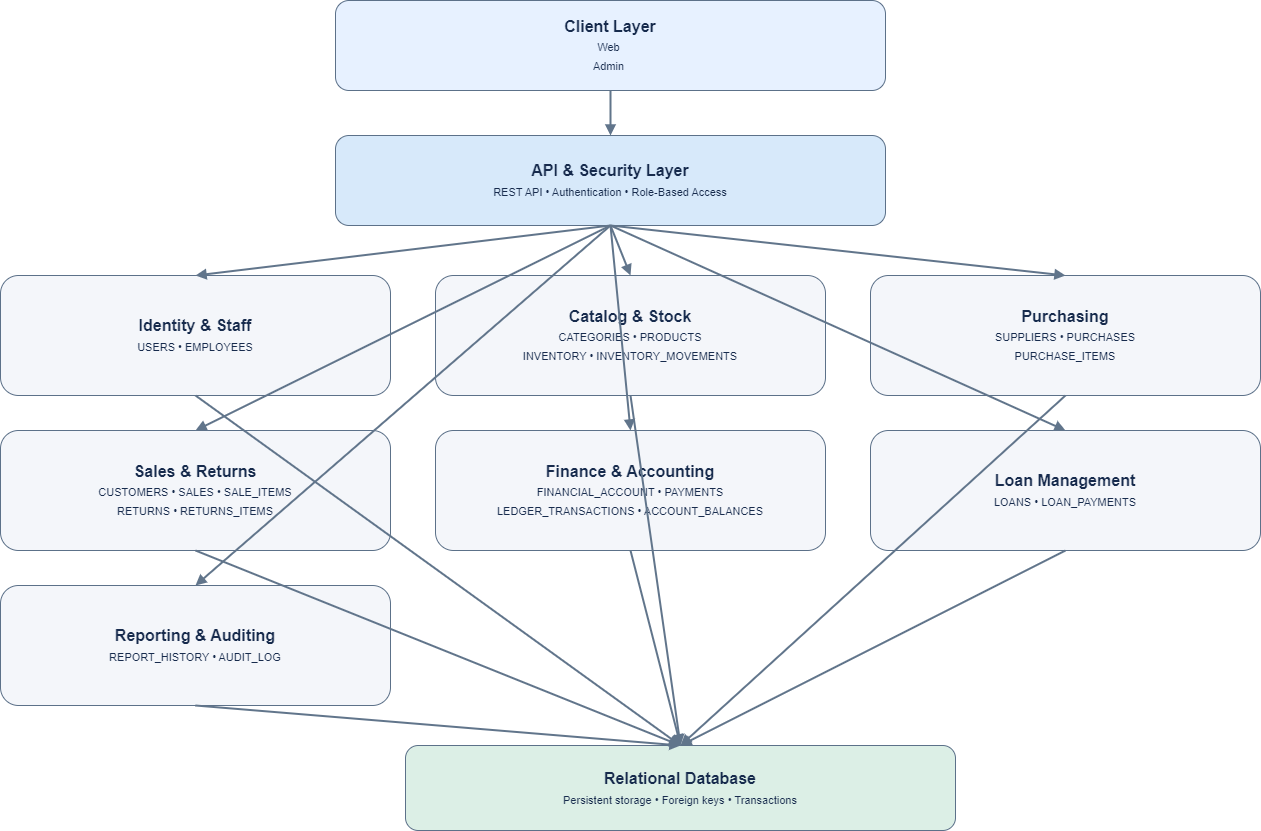 Client Layer
Web
Admin
API & Security Layer
REST API • Authentication • Role-Based Access
Identity & Staff
USERS • EMPLOYEES
Catalog & Stock
CATEGORIES • PRODUCTS
INVENTORY • INVENTORY_MOVEMENTS
Purchasing
SUPPLIERS • PURCHASES
PURCHASE_ITEMS
Sales & Returns
CUSTOMERS • SALES • SALE_ITEMS
RETURNS • RETURNS_ITEMS
Finance & Accounting
FINANCIAL_ACCOUNT • PAYMENTS
LEDGER_TRANSACTIONS • ACCOUNT_BALANCES
Loan Management
LOANS • LOAN_PAYMENTS
Reporting & Auditing
REPORT_HISTORY • AUDIT_LOG
Relational Database
Persistent storage • Foreign keys • Transactions